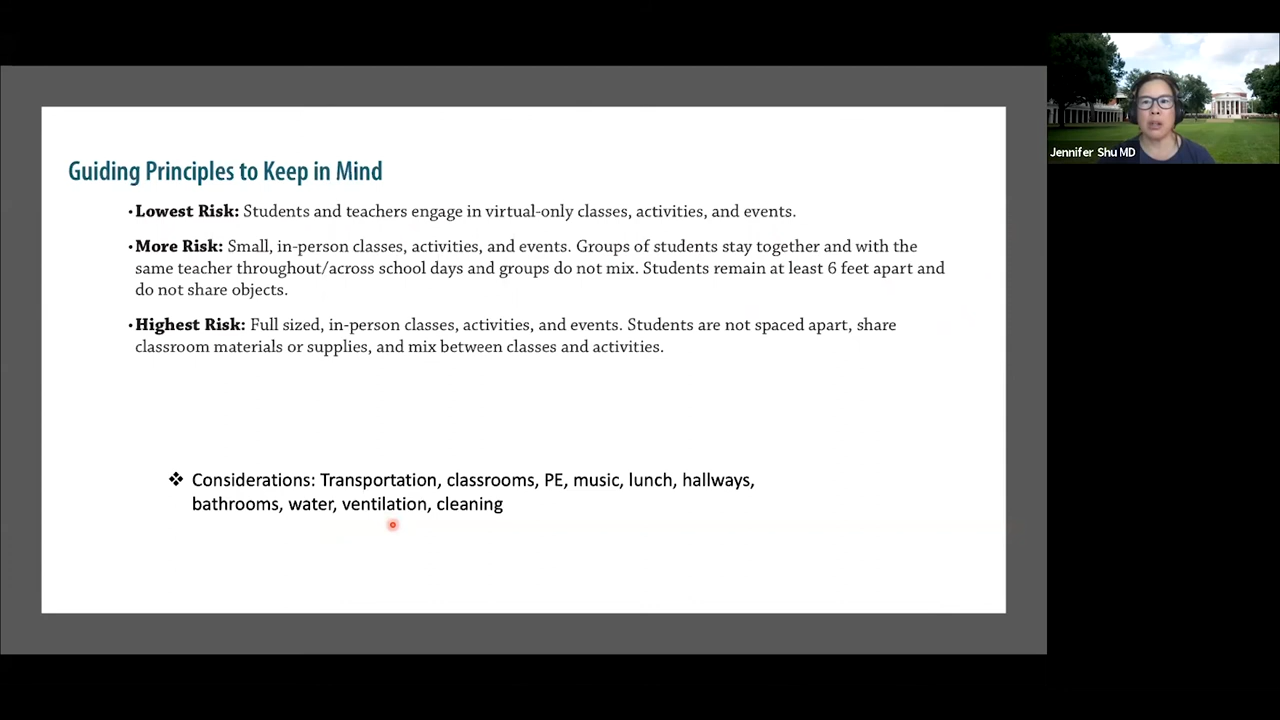 Guiding Principles to Keep in Mind
•Lowest Risk: Students and teachers engage in virtual-only classes, activities, and events.
•More Risk: Small, in-person classes, activities, and events. Groups of students stay together and with the
same teacher throughout/across school days and groups do not mix. Students remain at least 6 feet apart and
do not share objects.
•Highest Risk: Full sized, in-person classes, activities, and events. Students are not spaced apart, share
classroom materials or supplies, and mix between classes and activities.
❖ Considerations: Transportation, classrooms, PE, music, lunch, hallways,
bathrooms, water, ventilation, cleaning
Jennifer Shu MD